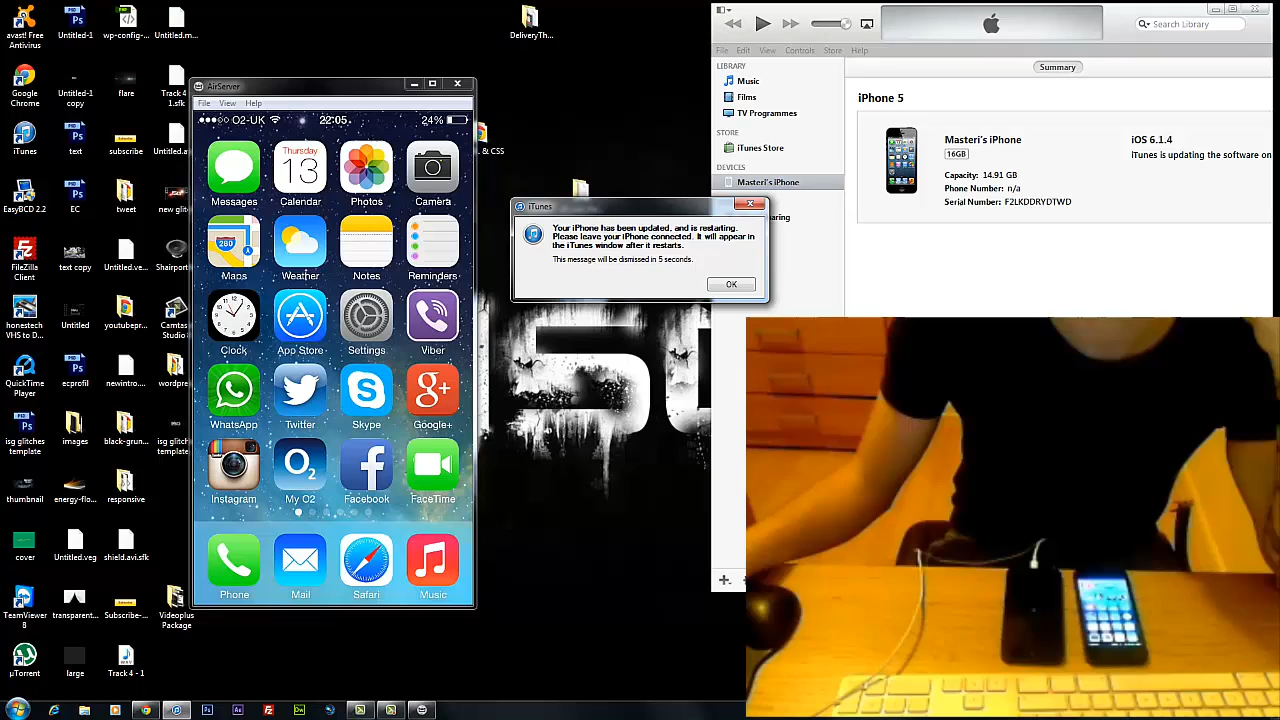 avast! Free
Antivirus
Untitled-1
wp-config-...
Untitled.m...
Google
Chrome
Untitled-1
copy
flare
Track 4
1.sfk
iTunes
text
subscribe
Untitled.a
EasyBCD 2.2
EC
tweet
new glit
FileZilla
Client
text copy
Untitled.ve...
Shairport
honestech
VHS to D...
Untitled
youtubepr...
Camtas
Studio
QuickTime
Player
ecprofil
newintro....
wordpre
isg glitches
template
images
black-grun...
isg glitche
template
thumbnail
energy-flo...
responsive
cover
Untitled.veg
shield.avi.sfk
TeamViewer
8
transparent...
Subscribe-...
Videoplus
Package
µTorrent
large
Track 4 - 1
DeliveryTh...
. & CSS
AirServer
File View Help
O2-UK 22:05 24%
Thursday
13
Messages Calendar Photos Camera
280
Maps Weather Notes Reminders
Clock App Store Settings Viber
g+
WhatsApp Twitter Skype Google+
O2
Instagram My O2 Facebook FaceTime
Phone Mail Safari Music
iTunes
Your iPhone has been updated, and is restarting.
Please leave your iPhone connected. It will appear in
the iTunes window after it restarts.
This message will be dismissed in 5 seconds.
OK
Search Library
File Edit View Controls Store Help
LIBRARY
Music
Films
TV Programmes
STORE
iTunes Store
DEVICES
Masteri's iPhone
haring
Summary
iPhone 5
Masteri's iPhone
16GB
Capacity: 14.91 GB
Phone Number: n/a
Serial Number: F2LKDDRYDTWD
iOS 6.1.4
iTunes is updating the software on